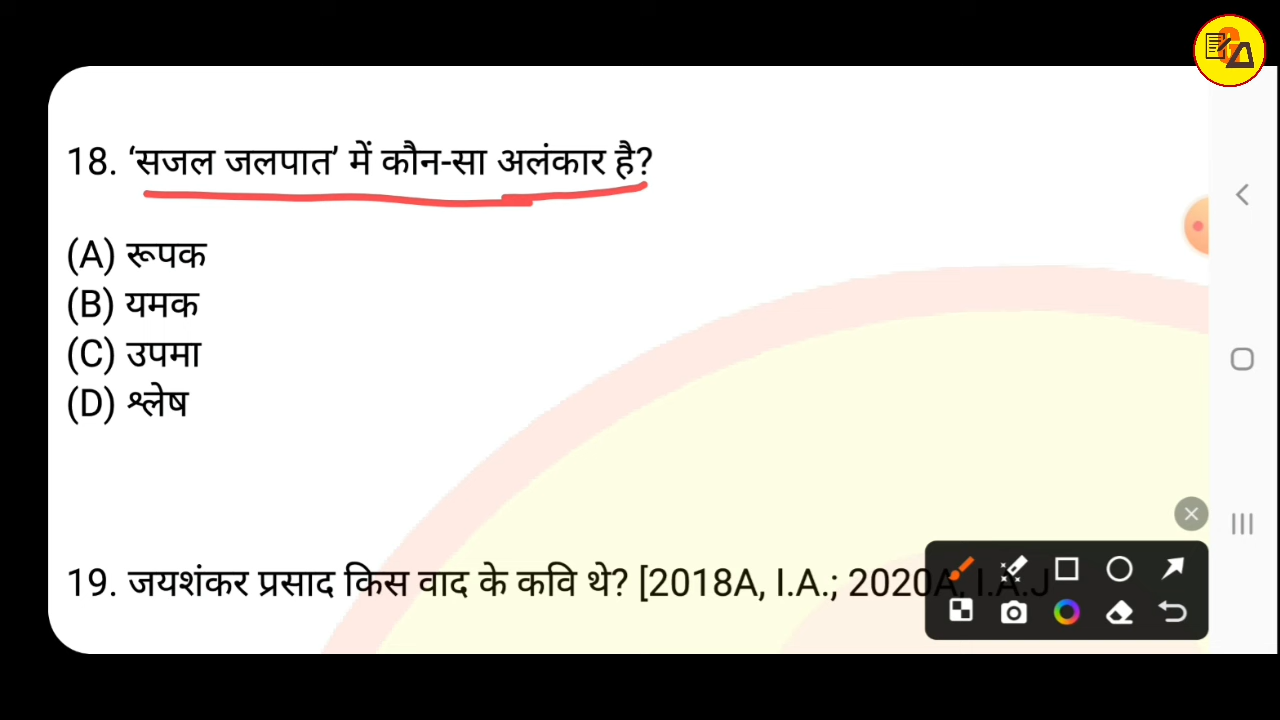 18. ‘सजल जलपात’ में कौन-सा अलंकार है?
(A) रूपक
(B) यमक
(C) उपमा
(D) श्लेष
19. जयशंकर प्रसाद किस वाद के कवि थे? [2018A, I.A.; 2020A, I.A.J